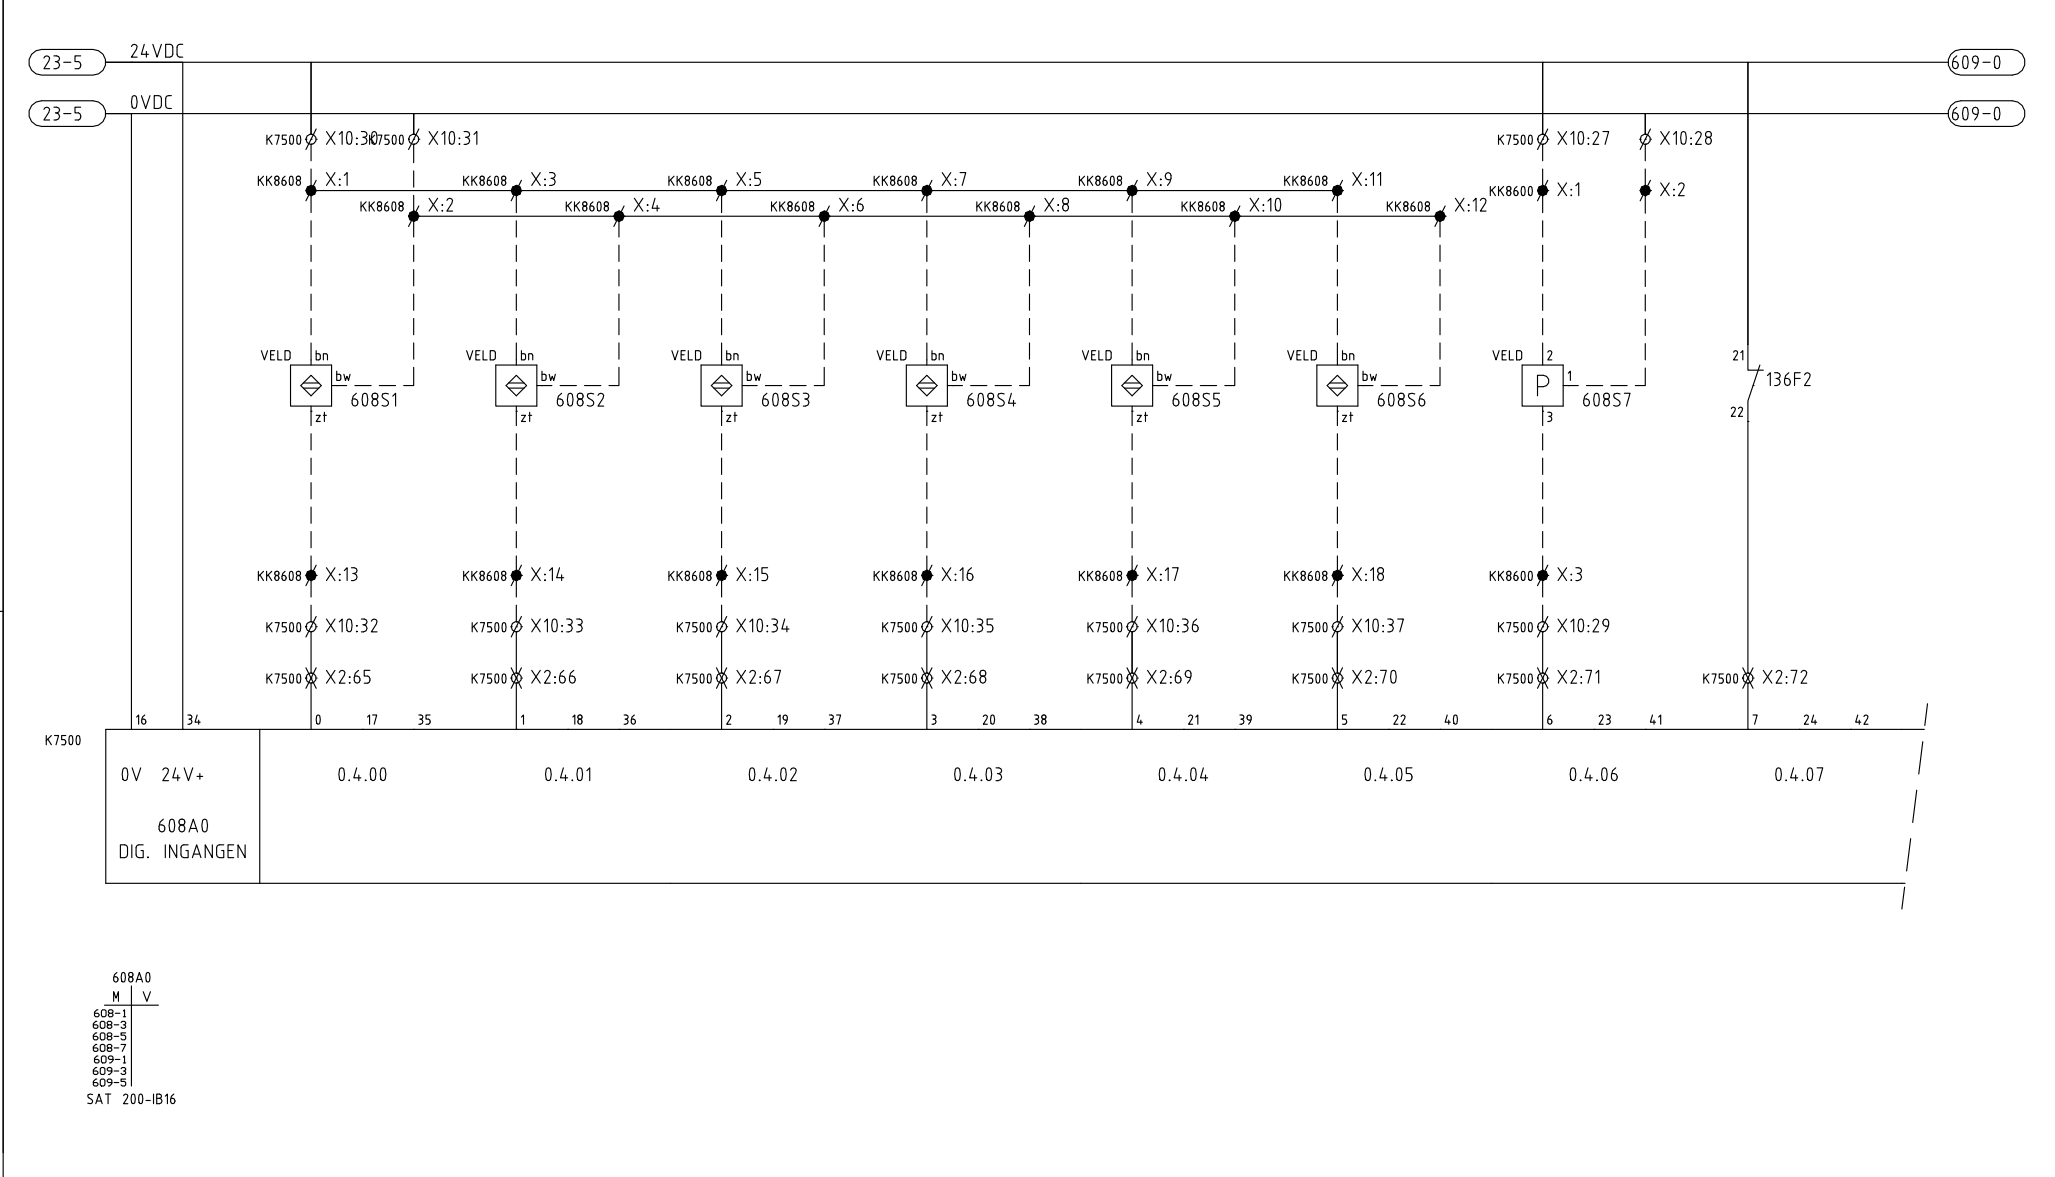 23-5 24VDC 609-0
23-5 0VDC 609-0
K7500 X10:30 K7500 X10:31 K7500 X10:27 X10:28
KK8608 X:1 KK8608 X:3 KK8608 X:5 KK8608 X:7 KK8608 X:9 KK8608 X:11 KK8600 X:1 X:2
KK8608 X:2 KK8608 X:4 KK8608 X:6 KK8608 X:8 KK8608 X:10 KK8608 X:12
VELD bn VELD bn VELD bn VELD bn VELD bn VELD bn VELD 2 21
bw bw bw bw bw bw 1 136F2
608S1 608S2 608S3 608S4 608S5 608S6 608S7
zt zt zt zt zt zt 3 22
KK8608 X:13 KK8608 X:14 KK8608 X:15 KK8608 X:16 KK8608 X:17 KK8608 X:18 KK8600 X:3
K7500 X10:32 K7500 X10:33 K7500 X10:34 K7500 X10:35 K7500 X10:36 K7500 X10:37 K7500 X10:29
K7500 X2:65 K7500 X2:66 K7500 X2:67 K7500 X2:68 K7500 X2:69 K7500 X2:70 K7500 X2:71 K7500 X2:72
16 34 0 17 35 1 18 36 2 19 37 3 20 38 4 21 39 5 22 40 6 23 41 7 24 42
K7500
0V 24V+ 0.4.00 0.4.01 0.4.02 0.4.03 0.4.04 0.4.05 0.4.06 0.4.07
608A0
DIG. INGANGEN
608A0
M V
608-1
608-3
608-5
608-7
609-1
609-3
609-5
SAT 200-IB16
P